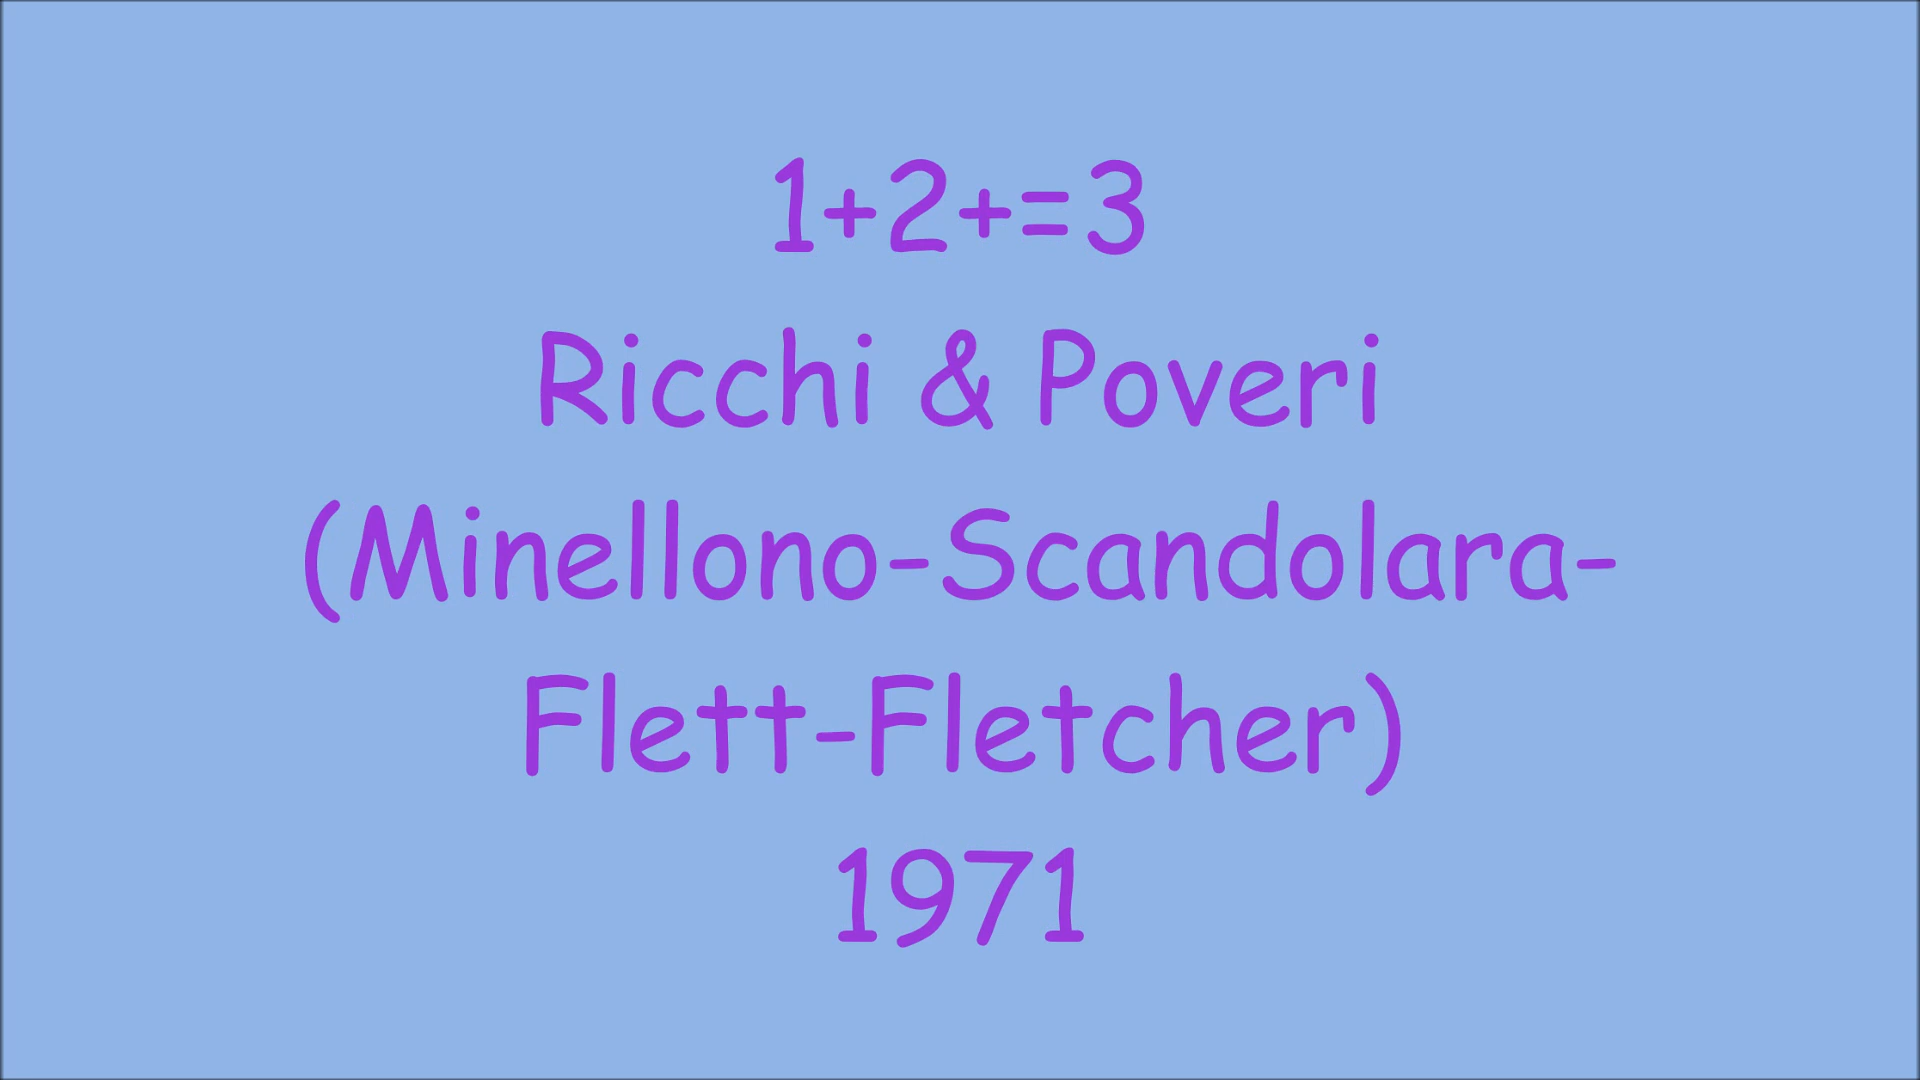 1+2+=3
Ricchi & Poveri
(Minellono-Scandolara-
Flett-Fletcher)
1971